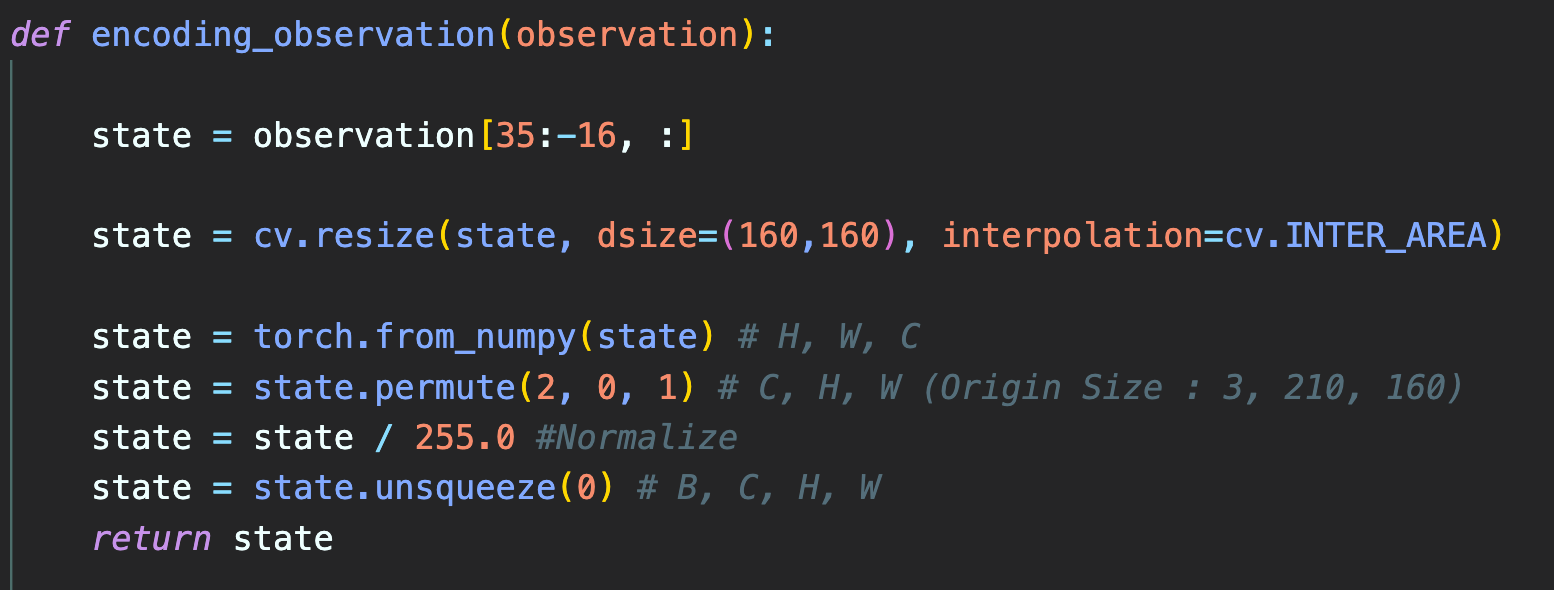 def encoding_observation(observation):
state = observation[35:-16, :]
state = cv.resize(state, dsize=(160,160), interpolation=cv.INTER_AREA)
state = torch.from_numpy(state) # H, W, C
state = state.permute(2, 0, 1) # C, H, W (Origin Size : 3, 210, 160)
state = state / 255.0 #Normalize
state = state.unsqueeze(0) # B, C, H, W
return state